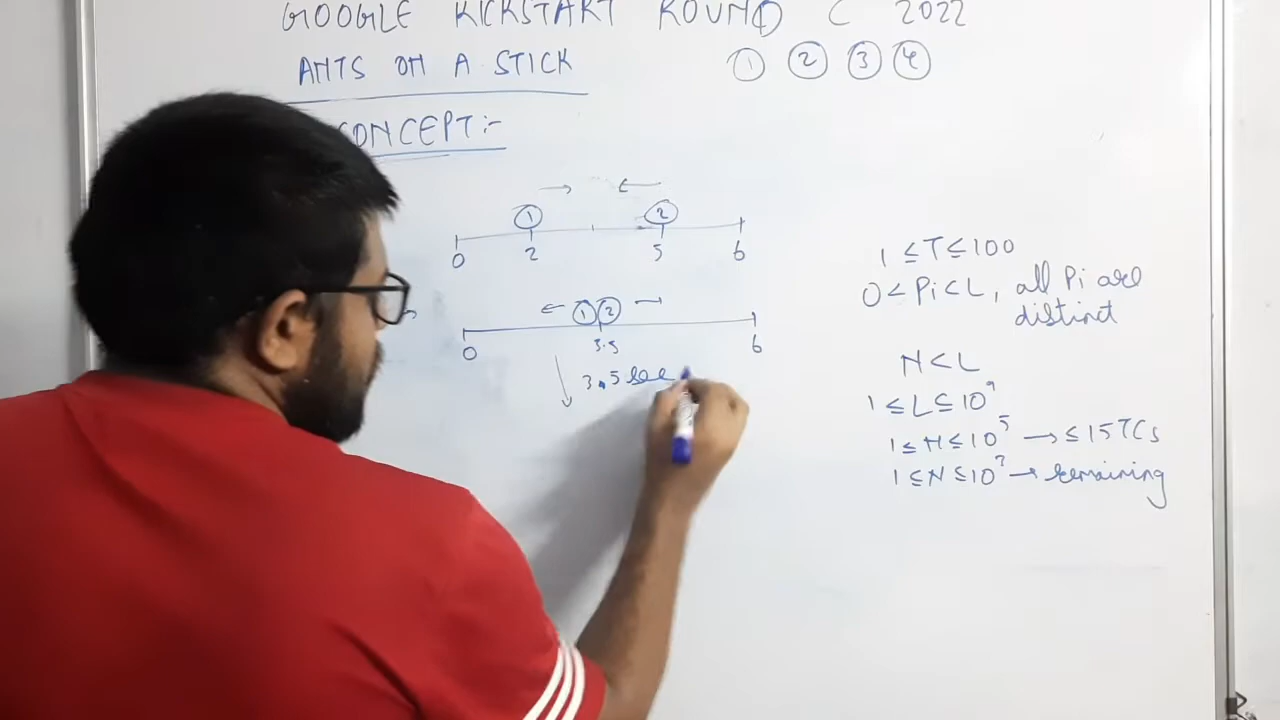 GOOGLE KICKSTART ROUND C 2022
ANTS ON A STICK
1 2 3 4
CONCEPT:-
1 2
0 2 5 6
1 2
0 3.5 6
3.5 sec
1 ≤ T ≤ 100
0 < Pi < L, all Pi are
distinct
N < L
1 ≤ L ≤ 10⁹
1 ≤ N ≤ 10⁵ → ≤ 15 TCs
1 ≤ N ≤ 10³ → remaining